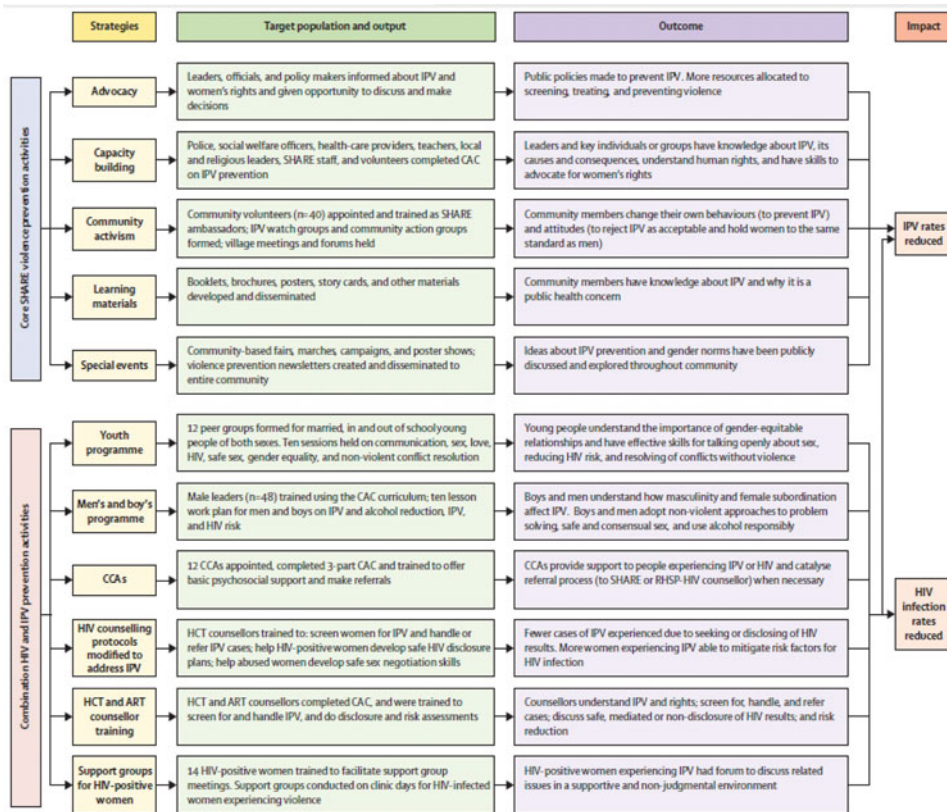 Strategies
Target population and output
Outcome
Impact
Core SHARE violence prevention activities
Advocacy
Leaders, officials, and policy makers informed about IPV and
women's rights and given opportunity to discuss and make
decisions
Public policies made to prevent IPV. More resources allocated to
screening, treating, and preventing violence
Capacity
building
Police, social welfare officers, health-care providers, teachers, local
and religious leaders, SHARE staff, and volunteers completed CAC
on IPV prevention
Leaders and key individuals or groups have knowledge about IPV, its
causes and consequences, understand human rights, and have skills to
advocate for women's rights
Community
activism
Community volunteers (n=40) appointed and trained as SHARE
ambassadors; IPV watch groups and community action groups
formed; village meetings and forums held
Community members change their own behaviours (to prevent IPV)
and attitudes (to reject IPV as acceptable and hold women to the same
standard as men)
IPV rates
reduced
Learning
materials
Booklets, brochures, posters, story cards, and other materials
developed and disseminated
Community members have knowledge about IPV and why it is a
public health concern
Special events
Community-based fairs, marches, campaigns, and poster shows;
violence prevention newsletters created and disseminated to
entire community
Ideas about IPV prevention and gender norms have been publicly
discussed and explored throughout community
Combination HIV and IPV prevention activities
Youth
programme
12 peer groups formed for married, in and out of school young
people of both sexes. Ten sessions held on communication, sex, love,
HIV, safe sex, gender equality, and non-violent conflict resolution
Young people understand the importance of gender-equitable
relationships and have effective skills for talking openly about sex,
reducing HIV risk, and resolving of conflicts without violence
Men's and boy's
programme
Male leaders (n=48) trained using the CAC curriculum; ten lesson
work plan for men and boys on IPV and alcohol reduction, IPV,
and HIV risk
Boys and men understand how masculinity and female subordination
affect IPV. Boys and men adopt non-violent approaches to problem
solving, safe and consensual sex, and use alcohol responsibly
CCAs
12 CCAs appointed, completed 3-part CAC and trained to offer
basic psychosocial support and make referrals
CCAs provide support to people experiencing IPV or HIV and catalyse
referral process (to SHARE or RHSP-HIV counsellor) when necessary
HIV
infection
rates
reduced
HIV counselling
protocols
modified to
address IPV
HCT counsellors trained to: screen women for IPV and handle or
refer IPV cases; help HIV-positive women develop safe HIV disclosure
plans; help abused women develop safe sex negotiation skills
Fewer cases of IPV experienced due to seeking or disclosing of HIV
results. More women experiencing IPV able to mitigate risk factors for
HIV infection
HCT and ART
counsellor
training
HCT and ART counsellors completed CAC, and were trained to
screen for and handle IPV, and do disclosure and risk assessments
Counsellors understand IPV and rights; screen for, handle, and refer
cases; discuss safe, mediated or non-disclosure of HIV results; and risk
reduction
Support groups
for HIV-positive
women
14 HIV-positive women trained to facilitate support group
meetings. Support groups conducted on clinic days for HIV-infected
women experiencing violence
HIV-positive women experiencing IPV had forum to discuss related
issues in a supportive and non-judgmental environment